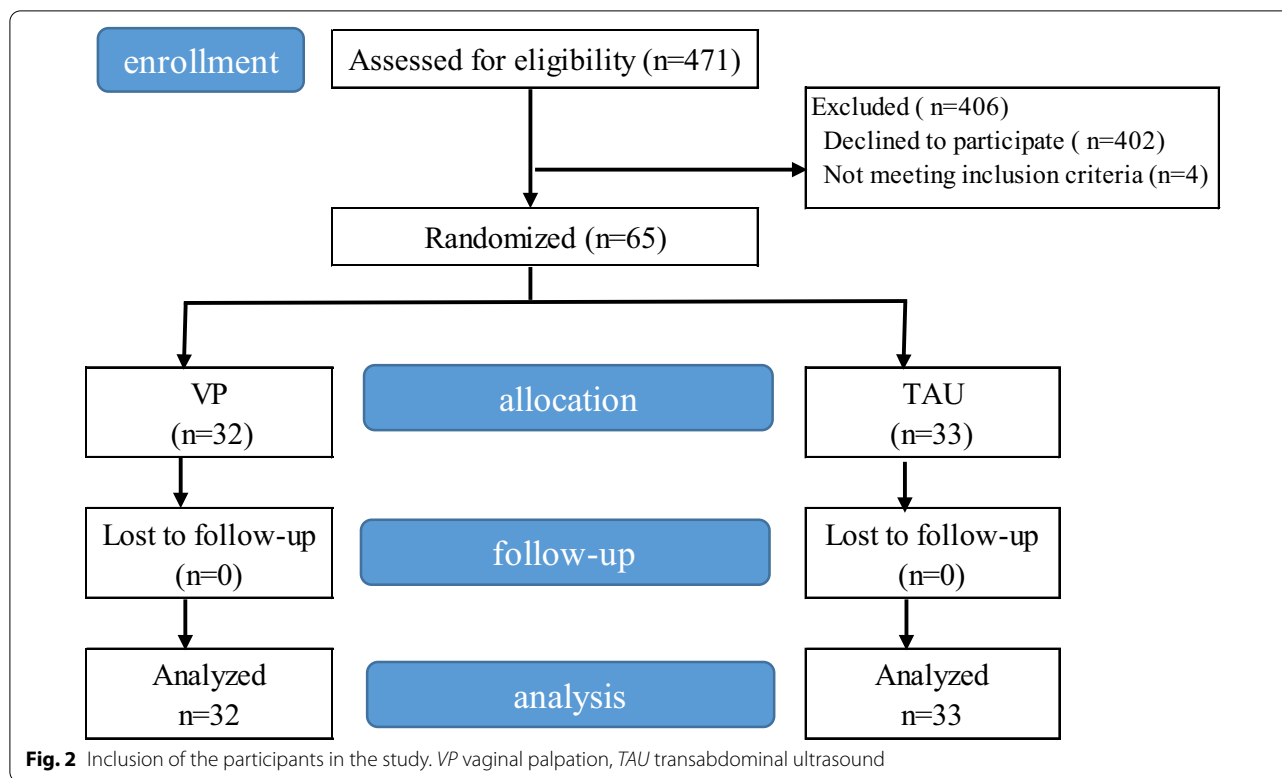 enrollment
Assessed for eligibility (n=471)
Excluded ( n=406)
Declined to participate ( n=402)
Not meeting inclusion criteria (n=4)
Randomized (n=65)
VP
(n=32)
allocation
TAU
(n=33)
Lost to follow-up
(n=0)
follow-up
Lost to follow-up
(n=0)
Analyzed
n=32
analysis
Analyzed
n=33
Fig. 2 Inclusion of the participants in the study. VP vaginal palpation, TAU transabdominal ultrasound